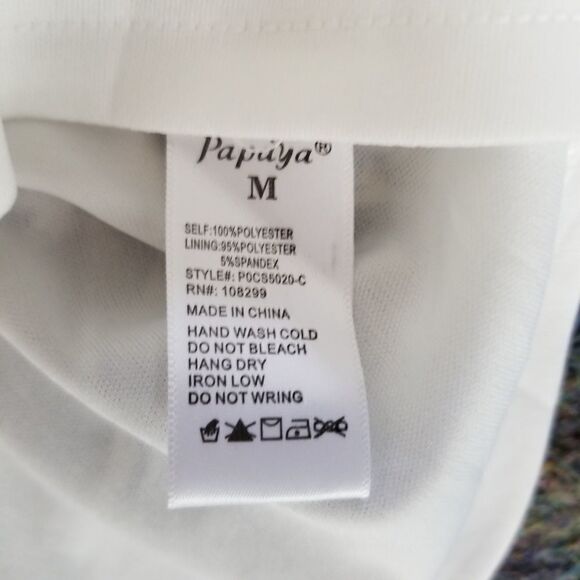 Papaya®
M
SELF:100%POLYESTER
LINING:95%POLYESTER
5%SPANDEX
STYLE#: P0CS5020-C
RN#: 108299
MADE IN CHINA
HAND WASH COLD
DO NOT BLEACH
HANG DRY
IRON LOW
DO NOT WRING